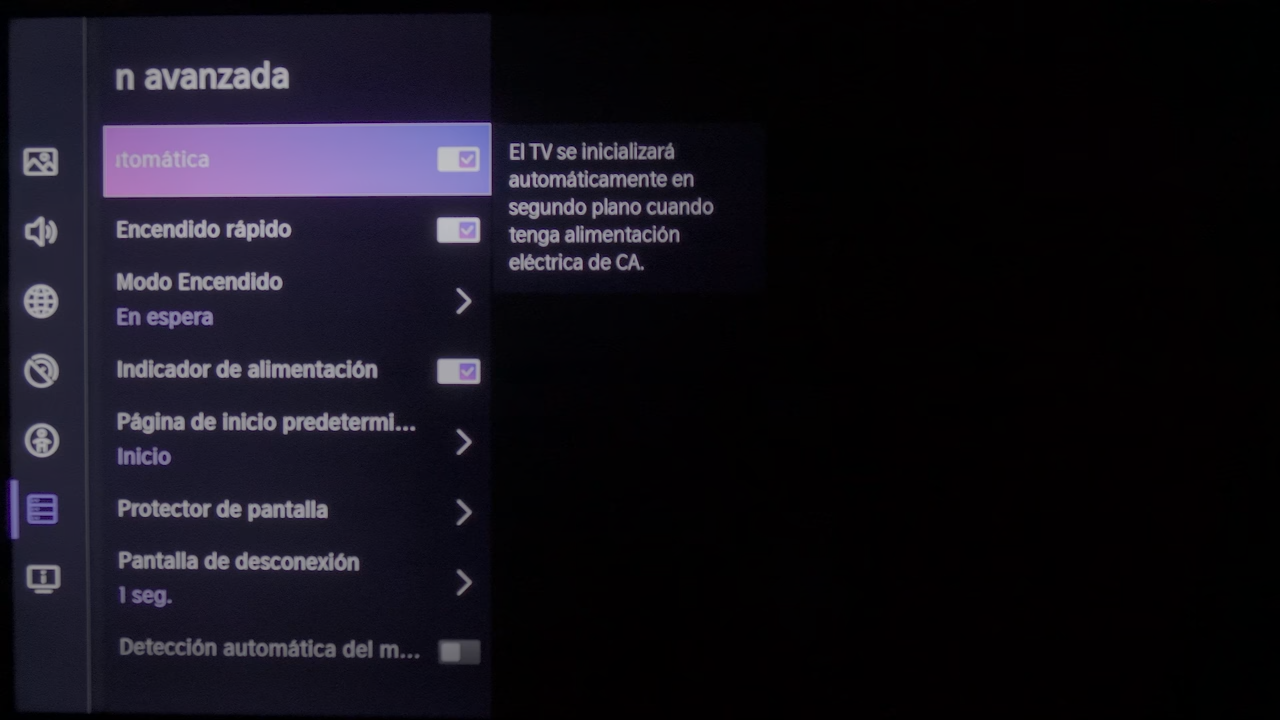 n avanzada
tomática
El TV se inicializará
automáticamente en
segundo plano cuando
tenga alimentación
eléctrica de CA.
Encendido rápido
Modo Encendido
En espera
Indicador de alimentación
Página de inicio predetermi...
Inicio
Protector de pantalla
Pantalla de desconexión
1 seg.
Detección automática del m...